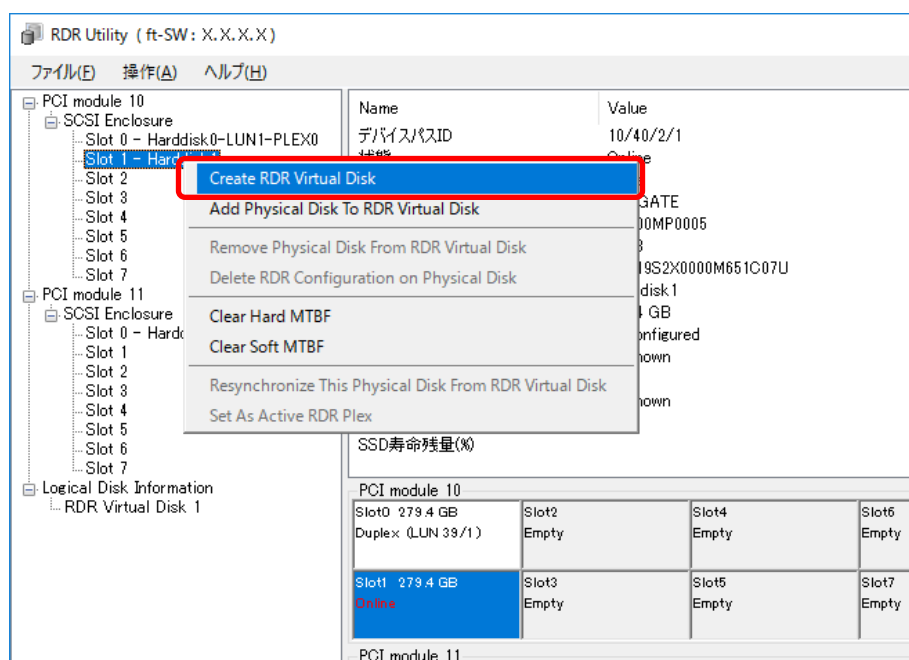 RDR Utility ( ft-SW : X.X.X.X )
ファイル(F) 操作(A) ヘルプ(H)
PCI module 10
SCSI Enclosure
Slot 0 - Harddisk0-LUN1-PLEX0
Slot 1 -
Slot 2
Slot 3
Slot 4
Slot 5
Slot 6
Slot 7
PCI module 11
SCSI Enclosure
Slot 0 -
Slot 1
Slot 2
Slot 3
Slot 4
Slot 5
Slot 6
Slot 7
Logical Disk Information
RDR Virtual Disk 1
Name Value
デバイスパスID 10/40/2/1
状態 Online
GATE
00MP0005
19S2X0000M651C07U
disk1
GB
onfigured
nown
nown
SSD寿命残量(%)
Create RDR Virtual Disk
Add Physical Disk To RDR Virtual Disk
Remove Physical Disk From RDR Virtual Disk
Delete RDR Configuration on Physical Disk
Clear Hard MTBF
Clear Soft MTBF
Resynchronize This Physical Disk From RDR Virtual Disk
Set As Active RDR Plex
PCI module 10
Slot0 279.4 GB
Duplex (LUN 39/1)
Slot2
Empty
Slot4
Empty
Slot6
Empty
Slot1 279.4 GB
Online
Slot3
Empty
Slot5
Empty
Slot7
Empty
PCI module 11